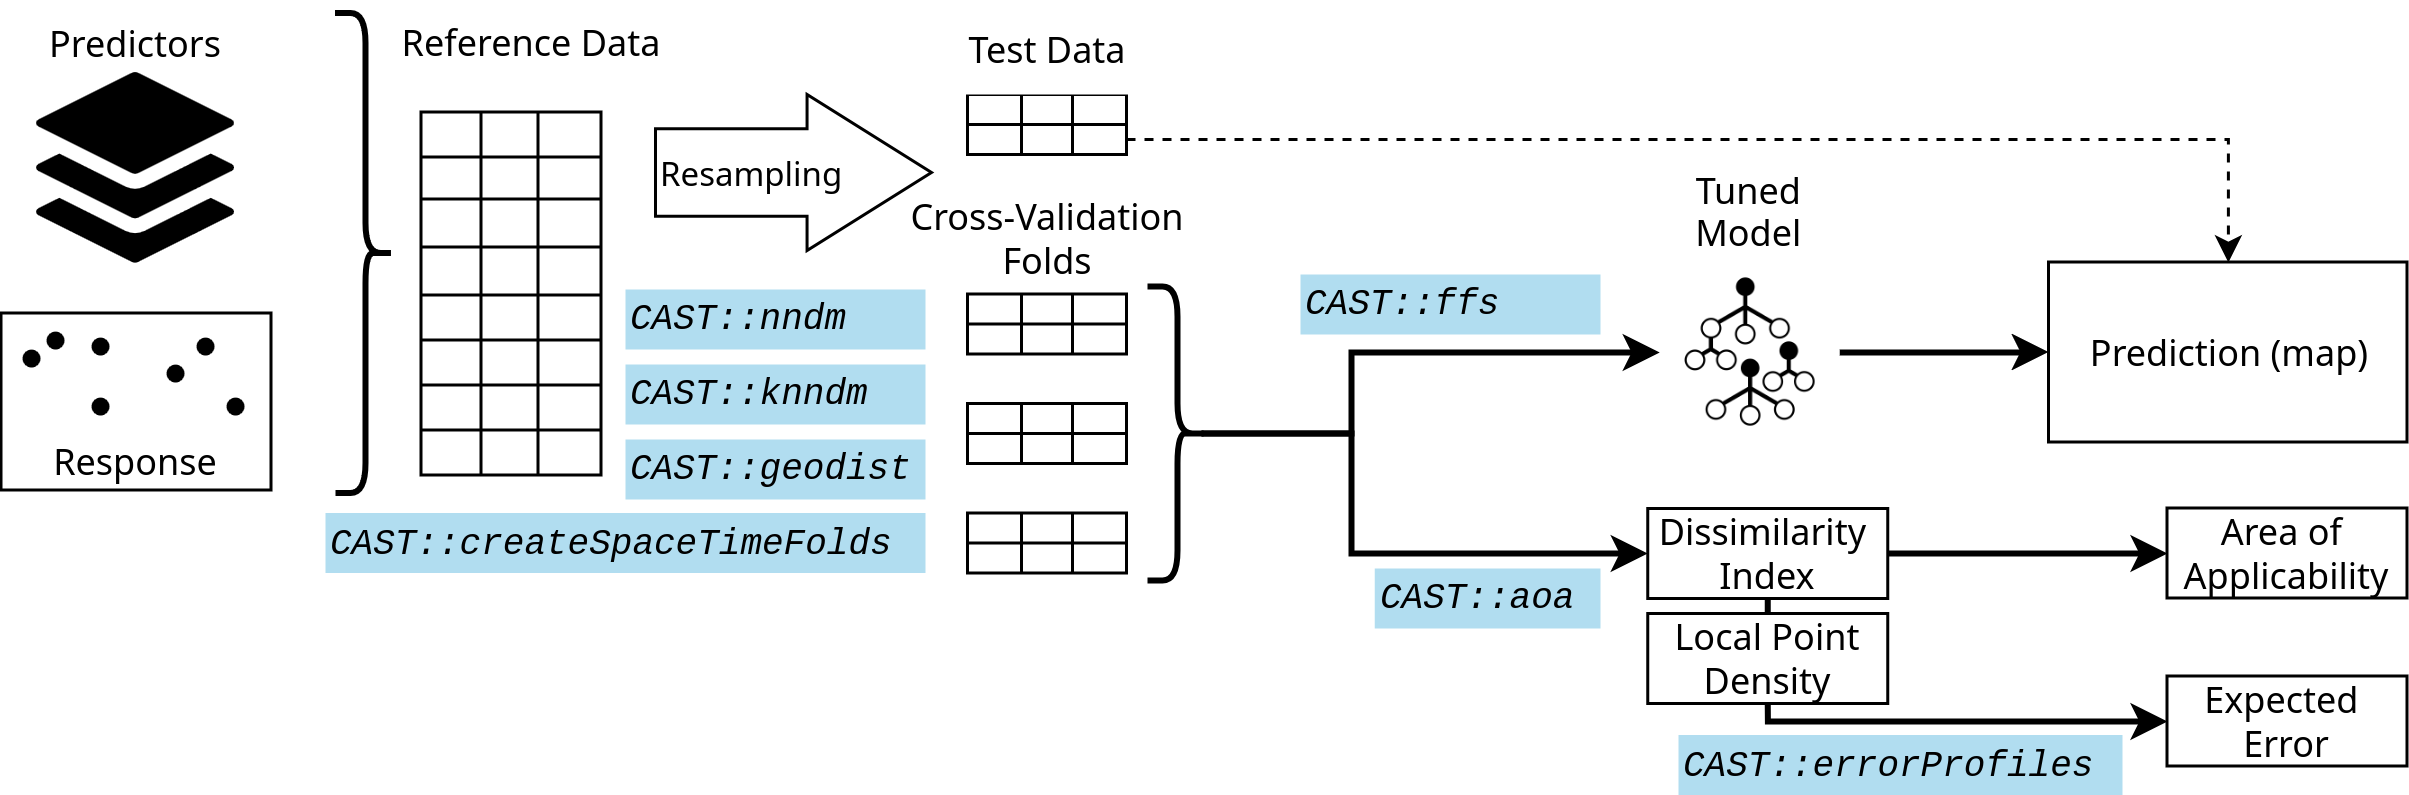 Predictors
Response
Reference Data
Resampling
Test Data
Cross-Validation
Folds
CAST::nndm
CAST::knndm
CAST::geodist
CAST::createSpaceTimeFolds
CAST::ffs
Tuned
Model
Prediction (map)
CAST::aoa
Dissimilarity
Index
Local Point
Density
Area of
Applicability
CAST::errorProfiles
Expected
Error